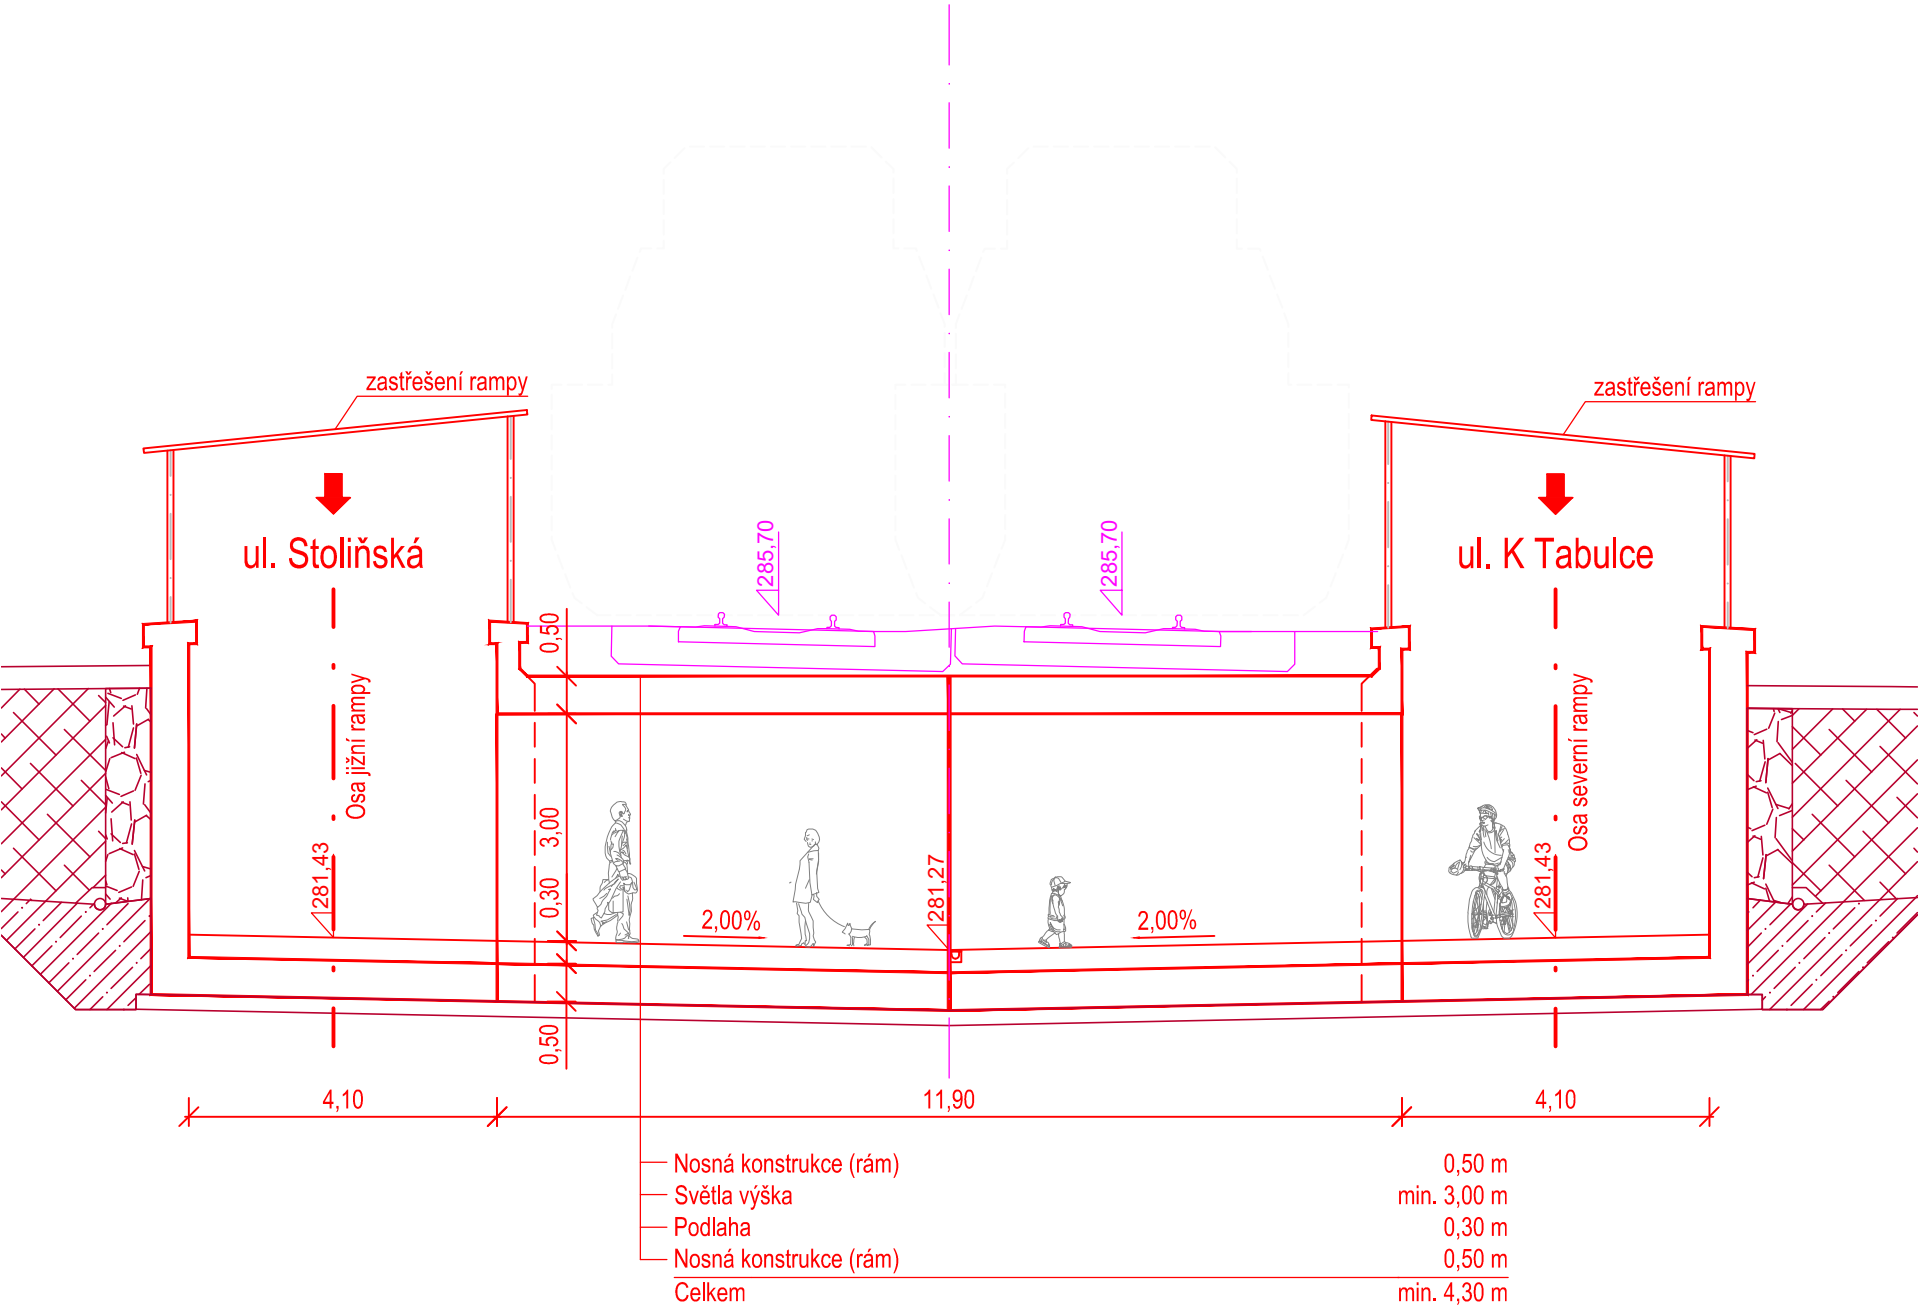 zastřešení rampy
zastřešení rampy
ul. Stoliňská
ul. K Tabulce
285,70
285,70
0,50
Osa jižní rampy
Osa severní rampy
3,00
0,30
281,43
281,27
281,43
2,00%
2,00%
0,50
4,10
11,90
4,10
Nosná konstrukce (rám) 0,50 m
Světla výška min. 3,00 m
Podlaha 0,30 m
Nosná konstrukce (rám) 0,50 m
Celkem min. 4,30 m